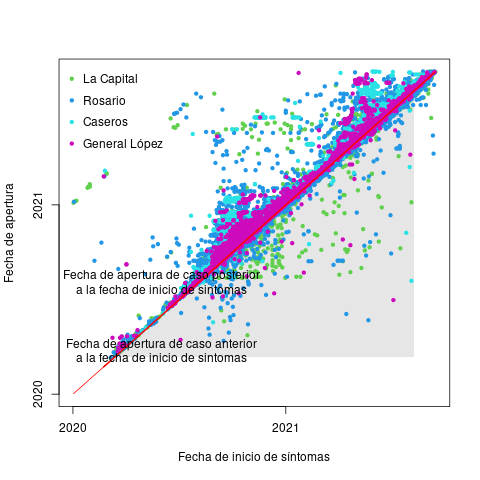 La Capital
Rosario
Caseros
General López
Fecha de apertura de caso posterior
a la fecha de inicio de síntomas
Fecha de apertura de caso anterior
a la fecha de inicio de sintomas
Fecha de apertura
2021
2020
2020
2021
Fecha de inicio de síntomas